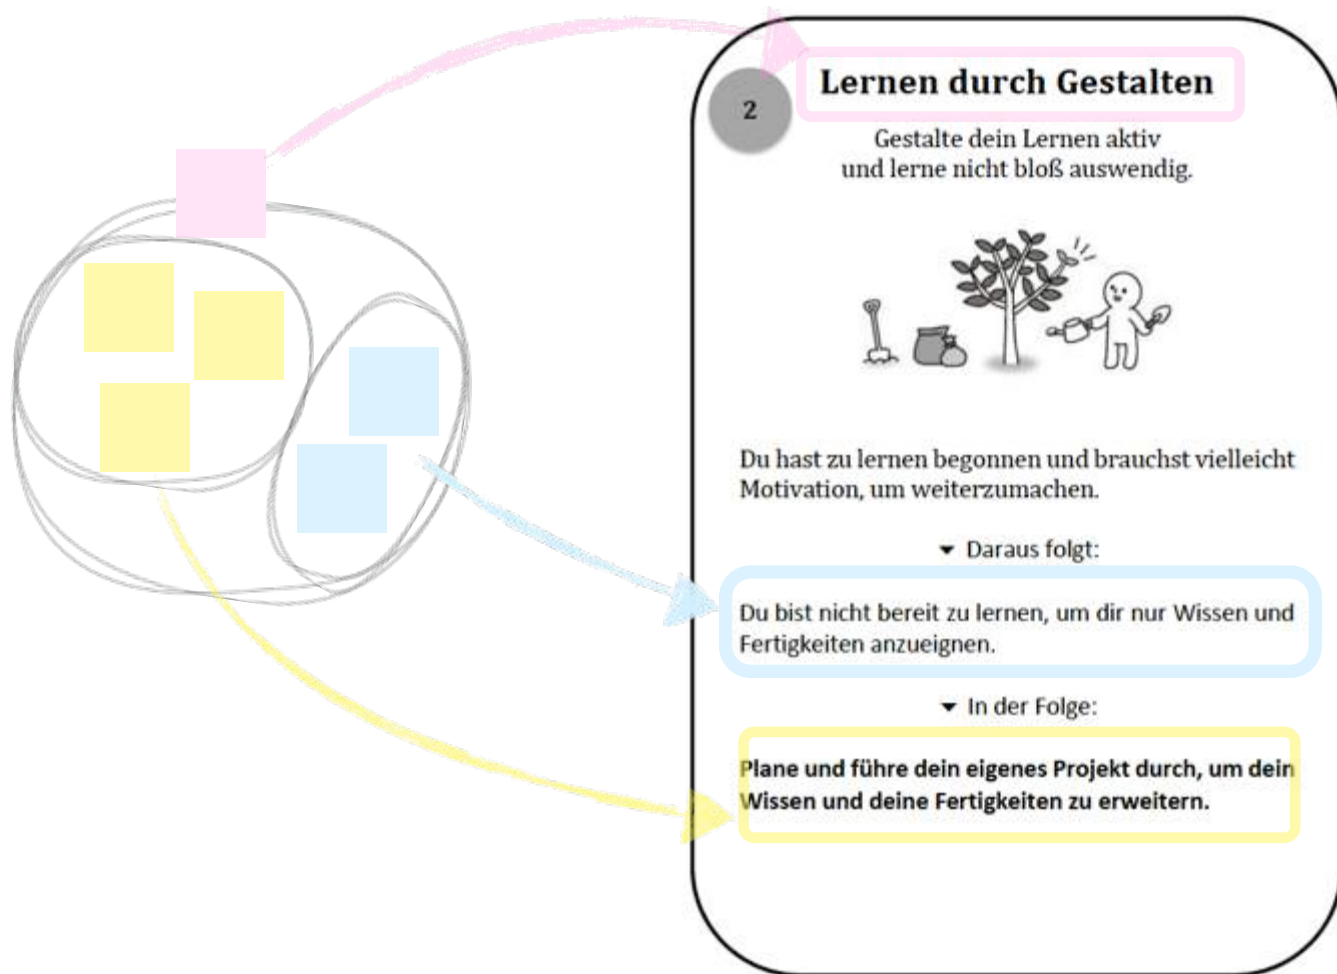 2
Lernen durch Gestalten
Gestalte dein Lernen aktiv
und lerne nicht bloß auswendig.
Du hast zu lernen begonnen und brauchst vielleicht
Motivation, um weiterzumachen.
▼ Daraus folgt:
Du bist nicht bereit zu lernen, um dir nur Wissen und
Fertigkeiten anzueignen.
▼ In der Folge:
Plane und führe dein eigenes Projekt durch, um dein
Wissen und deine Fertigkeiten zu erweitern.